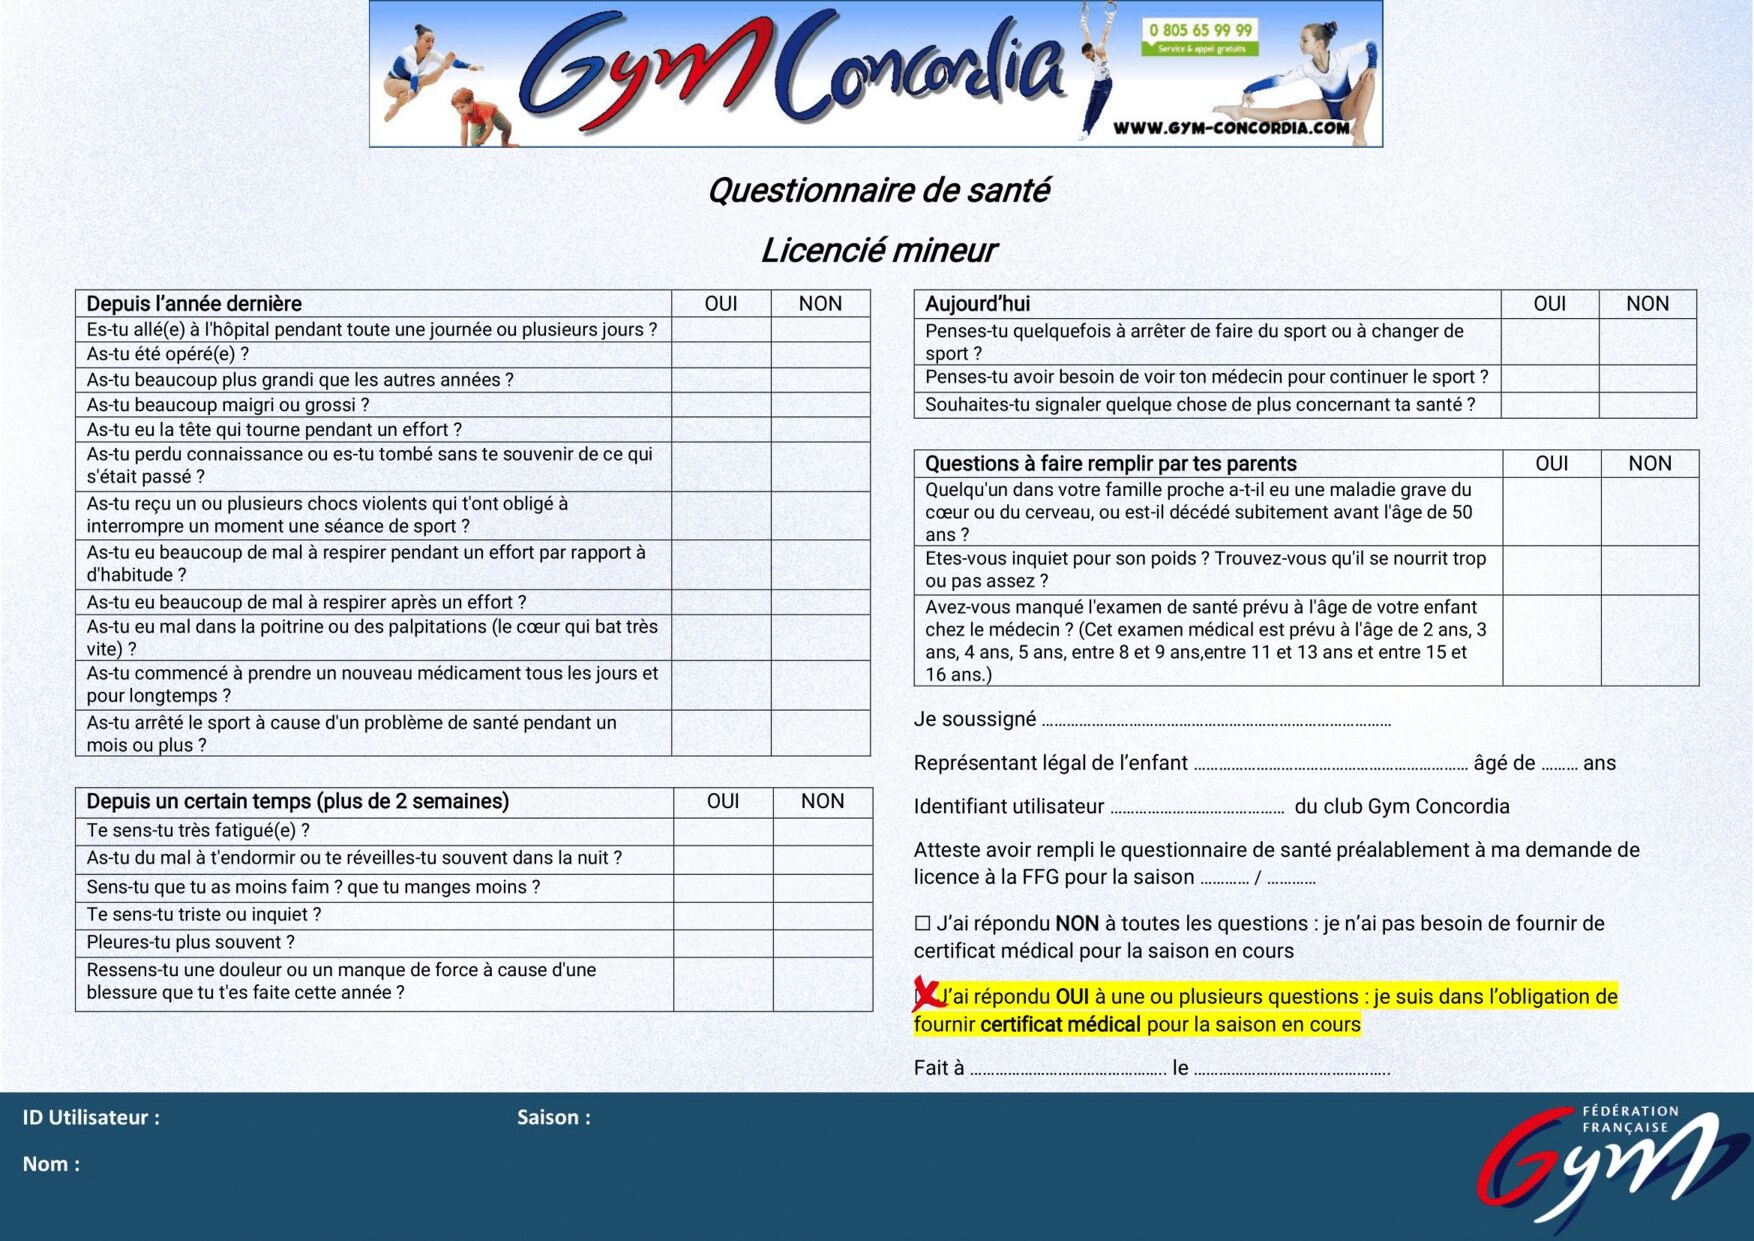 Gym Concordia
0 805 65 99 99
Service & appel gratuits
WWW.GYM-CONCORDIA.COM
Questionnaire de santé
Licencié mineur
Depuis l’année dernière OUI NON
Es-tu allé(e) à l'hôpital pendant toute une journée ou plusieurs jours ?
As-tu été opéré(e) ?
As-tu beaucoup plus grandi que les autres années ?
As-tu beaucoup maigri ou grossi ?
As-tu eu la tête qui tourne pendant un effort ?
As-tu perdu connaissance ou es-tu tombé sans te souvenir de ce qui
s'était passé ?
As-tu reçu un ou plusieurs chocs violents qui t'ont obligé à
interrompre un moment une séance de sport ?
As-tu eu beaucoup de mal à respirer pendant un effort par rapport à
d'habitude ?
As-tu eu beaucoup de mal à respirer après un effort ?
As-tu eu mal dans la poitrine ou des palpitations (le cœur qui bat très
vite) ?
As-tu commencé à prendre un nouveau médicament tous les jours et
pour longtemps ?
As-tu arrêté le sport à cause d'un problème de santé pendant un
mois ou plus ?
Depuis un certain temps (plus de 2 semaines) OUI NON
Te sens-tu très fatigué(e) ?
As-tu du mal à t'endormir ou te réveilles-tu souvent dans la nuit ?
Sens-tu que tu as moins faim ? que tu manges moins ?
Te sens-tu triste ou inquiet ?
Pleures-tu plus souvent ?
Ressens-tu une douleur ou un manque de force à cause d'une
blessure que tu t'es faite cette année ?
Aujourd’hui OUI NON
Penses-tu quelquefois à arrêter de faire du sport ou à changer de
sport ?
Penses-tu avoir besoin de voir ton médecin pour continuer le sport ?
Souhaites-tu signaler quelque chose de plus concernant ta santé ?
Questions à faire remplir par tes parents OUI NON
Quelqu'un dans votre famille proche a-t-il eu une maladie grave du
cœur ou du cerveau, ou est-il décédé subitement avant l'âge de 50
ans ?
Etes-vous inquiet pour son poids ? Trouvez-vous qu'il se nourrit trop
ou pas assez ?
Avez-vous manqué l'examen de santé prévu à l'âge de votre enfant
chez le médecin ? (Cet examen médical est prévu à l'âge de 2 ans, 3
ans, 4 ans, 5 ans, entre 8 et 9 ans,entre 11 et 13 ans et entre 15 et
16 ans.)
Je soussigné ……………………………………………………………………
Représentant légal de l’enfant ………………………………………………………… âgé de ……… ans
Identifiant utilisateur …………………………………… du club Gym Concordia
Atteste avoir rempli le questionnaire de santé préalablement à ma demande de
licence à la FFG pour la saison ………… / …………
☐ J’ai répondu NON à toutes les questions : je n’ai pas besoin de fournir de
certificat médical pour la saison en cours
☒ J’ai répondu OUI à une ou plusieurs questions : je suis dans l’obligation de
fournir certificat médical pour la saison en cours
Fait à ……………………………………….. le ………………………………………..
ID Utilisateur : Saison :
Nom :
FÉDÉRATION
FRANÇAISE
Gym